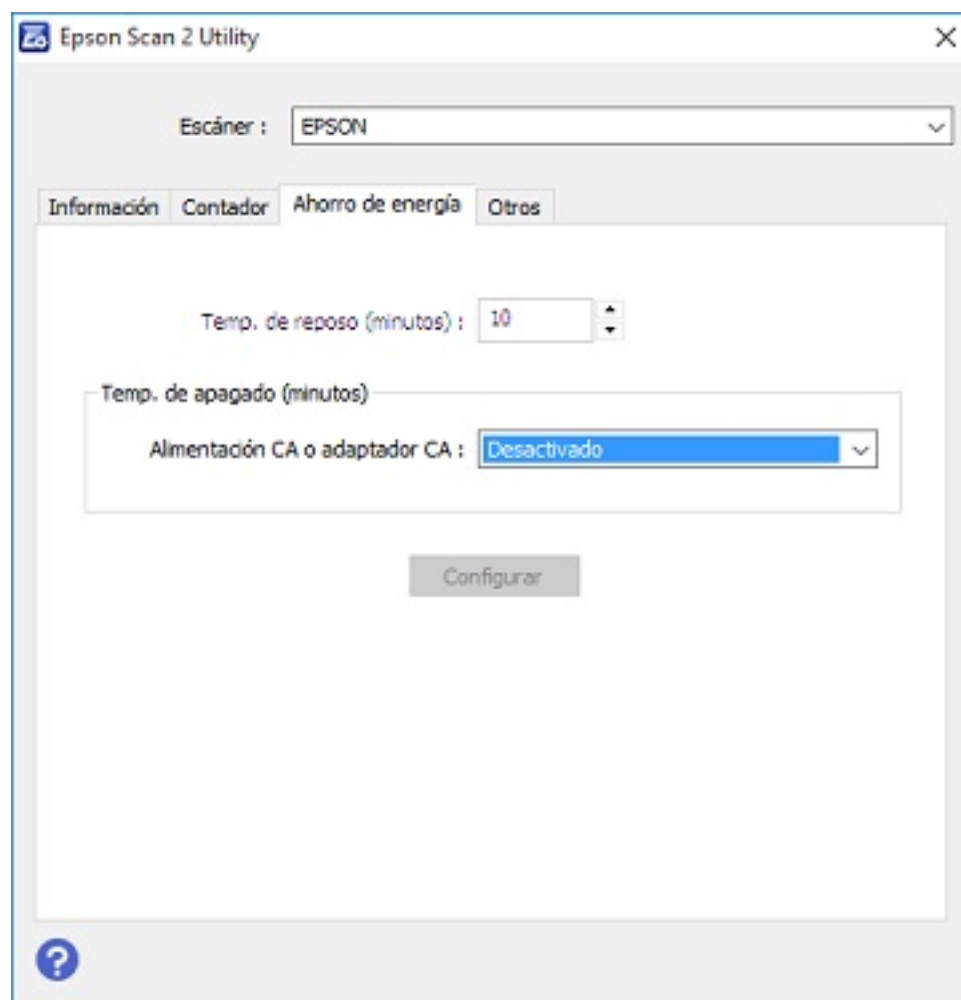 Epson Scan 2 Utility
Escáner : EPSON
Información Contador Ahorro de energía Otros
Temp. de reposo (minutos) : 10
Temp. de apagado (minutos)
Alimentación CA o adaptador CA : Desactivado
Configurar
?